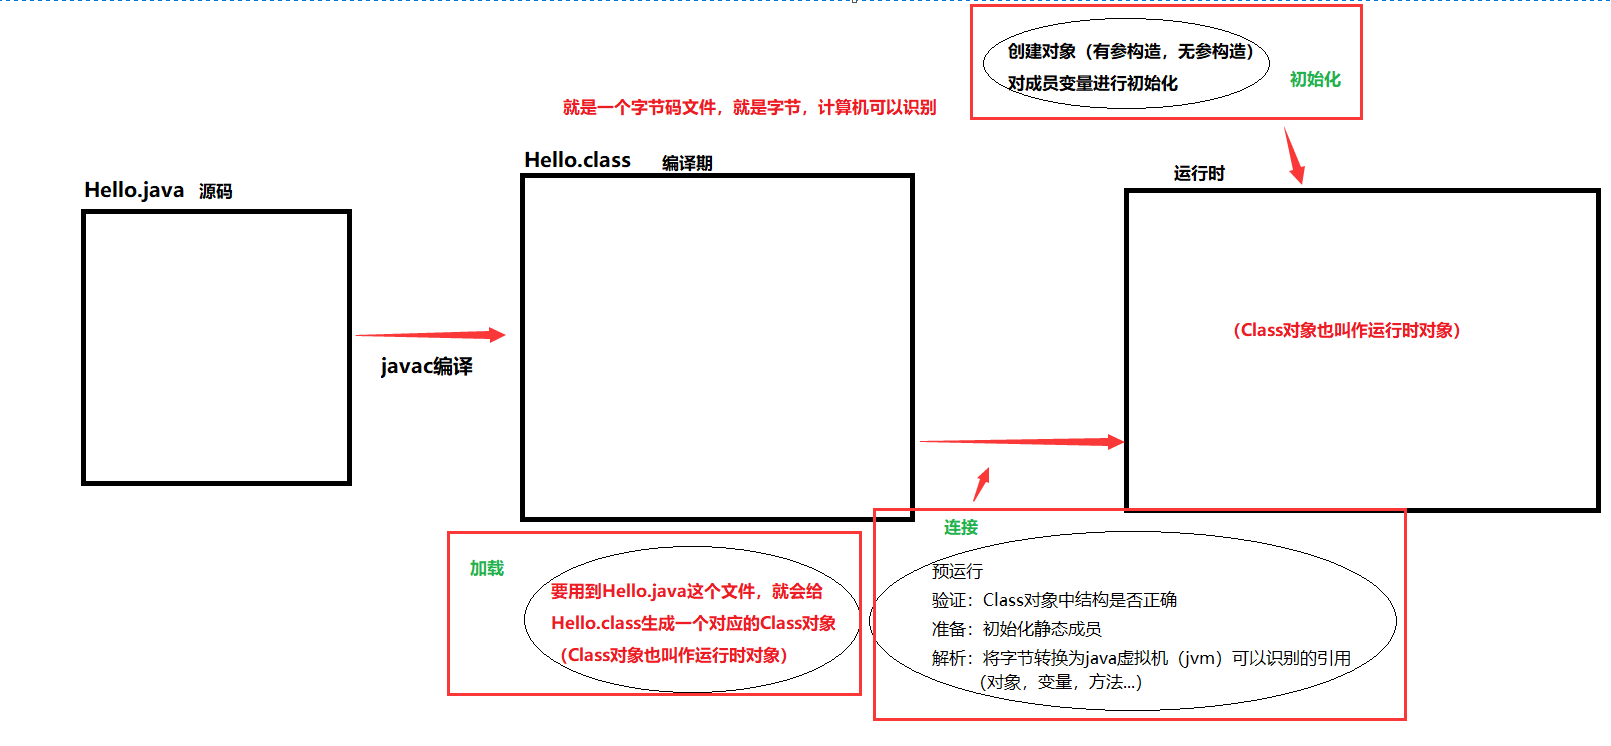 创建对象（有参构造，无参构造）
对成员变量进行初始化
初始化
就是一个字节码文件，就是字节，计算机可以识别
Hello.class 编译期
运行时
Hello.java 源码
（Class对象也叫作运行时对象）
javac编译
连接
加载
预运行
要用到Hello.java这个文件，就会给
Hello.class生成一个对应的Class对象
（Class对象也叫作运行时对象）
验证：Class对象中结构是否正确
准备：初始化静态成员
解析：将字节转换为java虚拟机（jvm）可以识别的引用
（对象，变量，方法...）